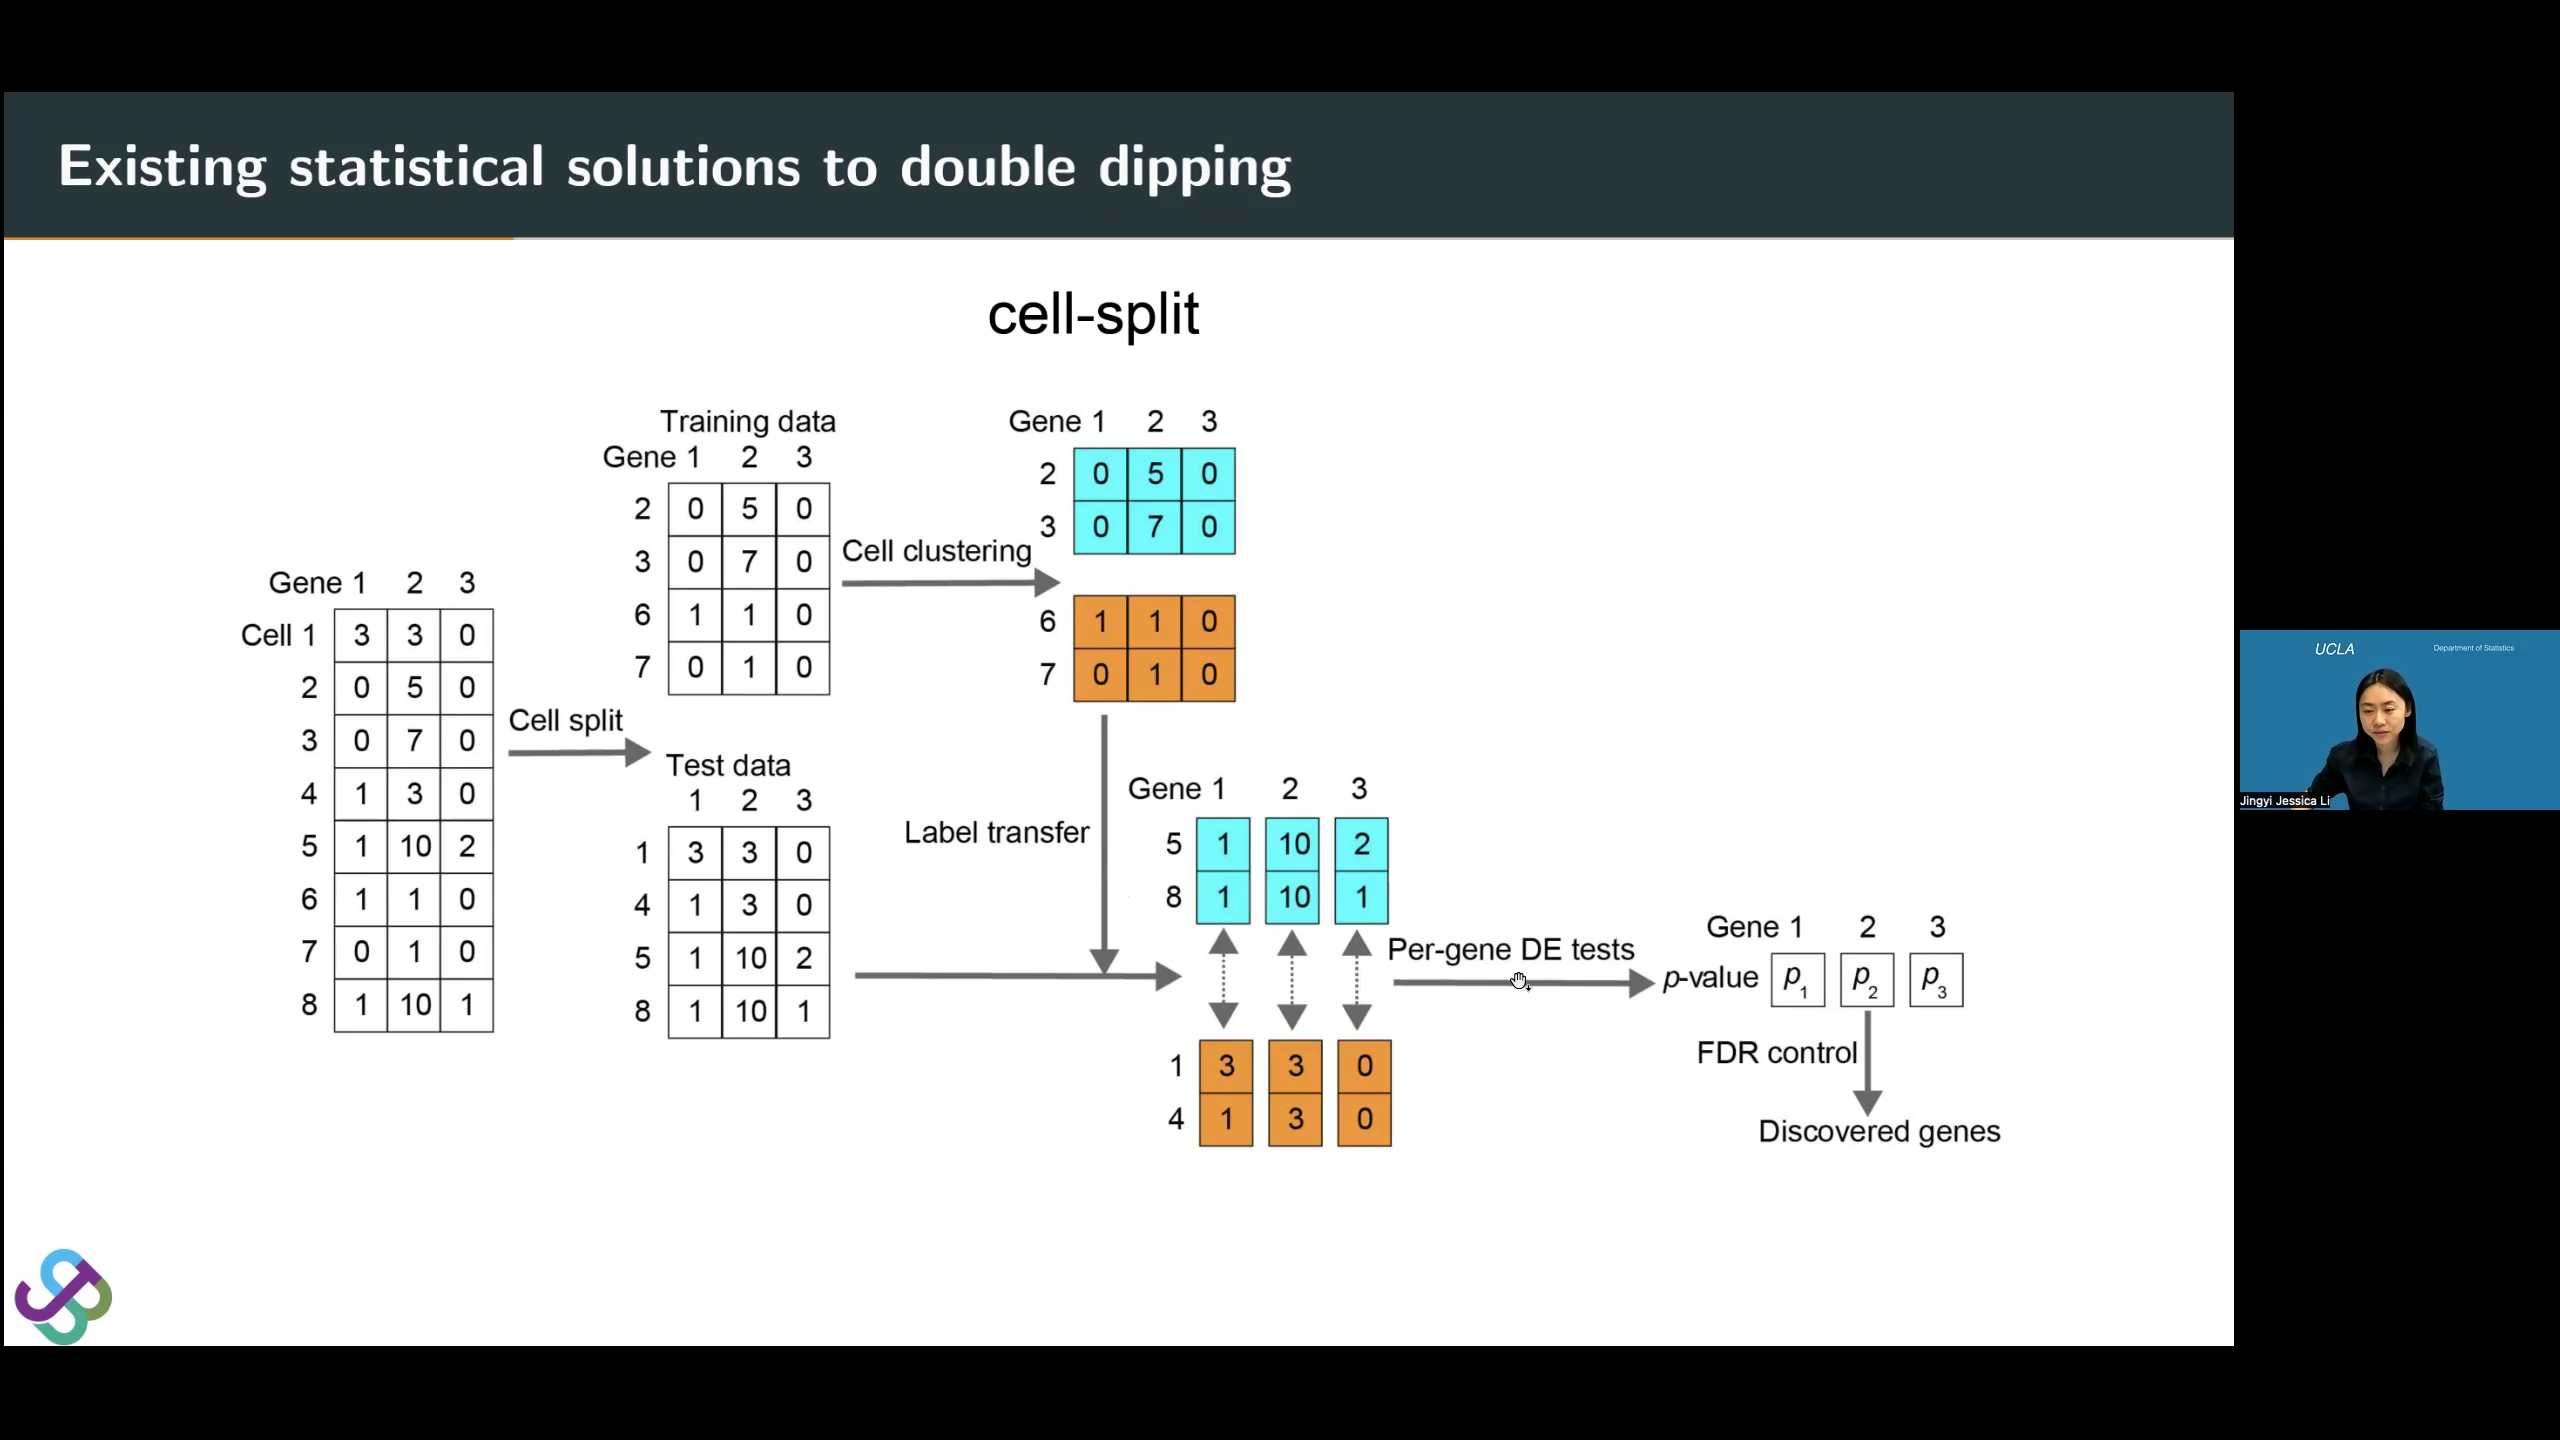 Existing statistical solutions to double dipping
cell-split
Gene 1 2 3
Cell 1 3 3 0
2 0 5 0
3 0 7 0
4 1 3 0
5 1 10 2
6 1 1 0
7 0 1 0
8 1 10 1
Cell split
Training data
Gene 1 2 3
2 0 5 0
3 0 7 0
6 1 1 0
7 0 1 0
Test data
1 2 3
1 3 3 0
4 1 3 0
5 1 10 2
8 1 10 1
Cell clustering
Gene 1 2 3
2 0 5 0
3 0 7 0
6 1 1 0
7 0 1 0
Label transfer
Gene 1 2 3
5 1 10 2
8 1 10 1
1 3 3 0
4 1 3 0
Per-gene DE tests
Gene 1 2 3
p-value p1 p2 p3
FDR control
Discovered genes
UCLA Department of Statistics
Jingyi Jessica Li